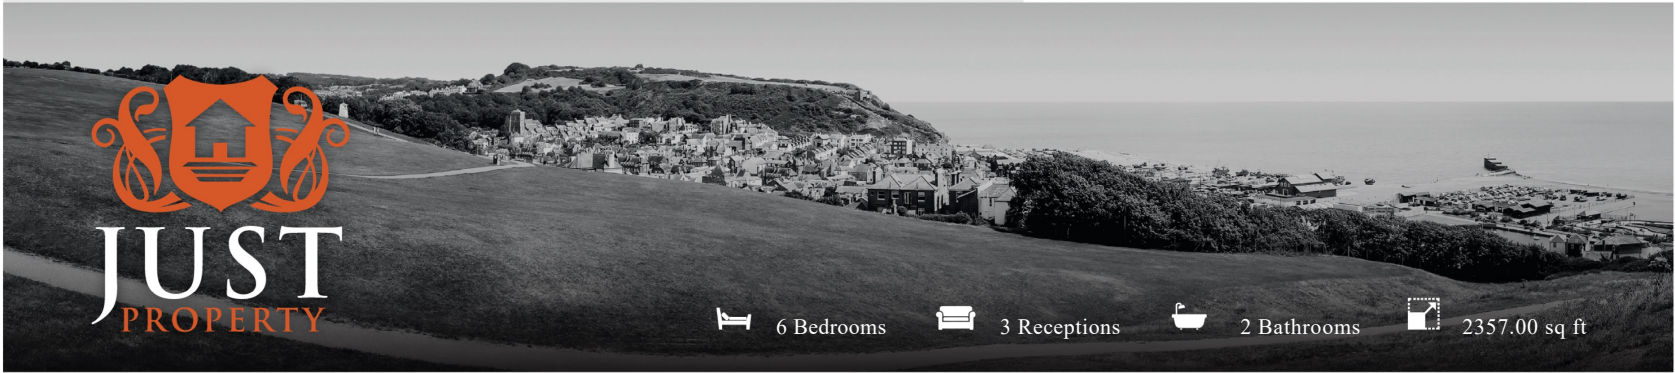 JUST
PROPERTY
6 Bedrooms
3 Receptions
2 Bathrooms
2357.00 sq ft